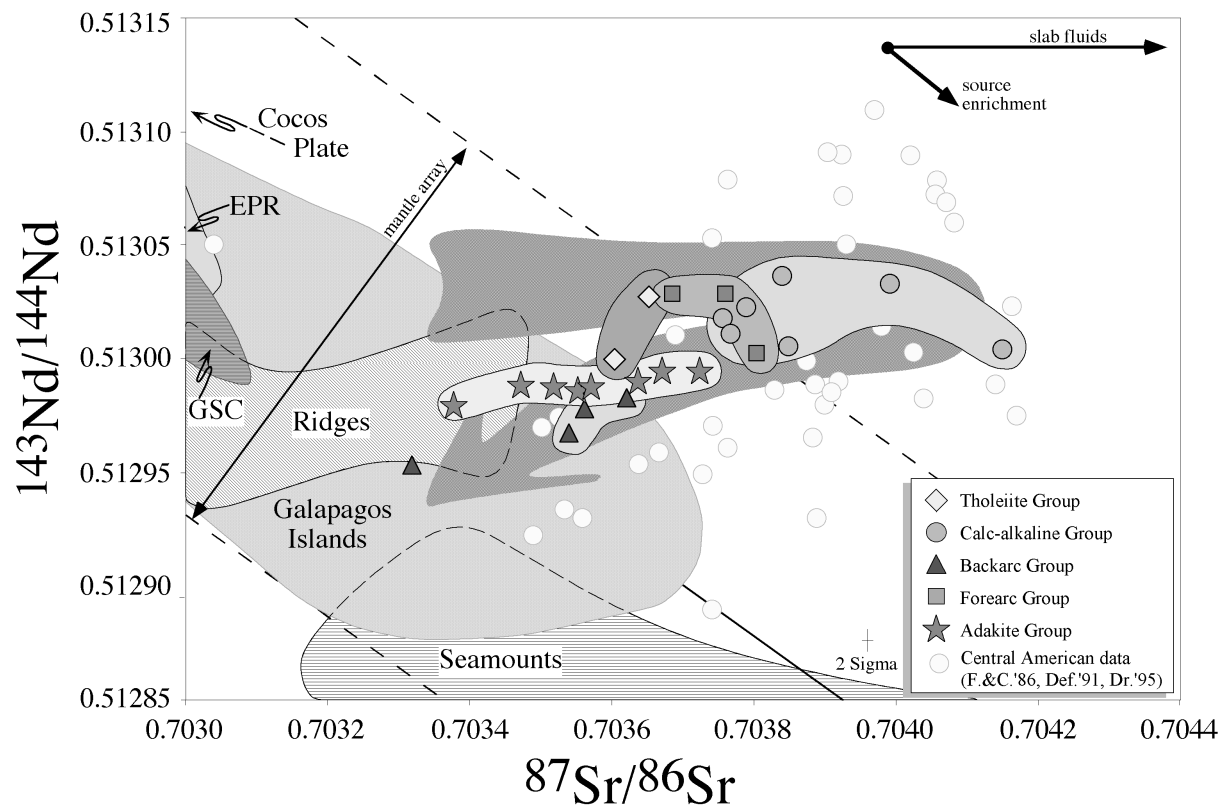 0.51315
0.51310
0.51305
0.51300
0.51295
0.51290
0.51285
143Nd/144Nd
slab fluids
source
enrichment
Cocos
Plate
mantle array
EPR
GSC
Ridges
Galapagos
Islands
Seamounts
2 Sigma
Tholeiite Group
Calc-alkaline Group
Backarc Group
Forearc Group
Adakite Group
Central American data
(F.&C.'86, Def.'91, Dr.'95)
0.7030
0.7032
0.7034
0.7036
0.7038
0.7040
0.7042
0.7044
87Sr/86Sr